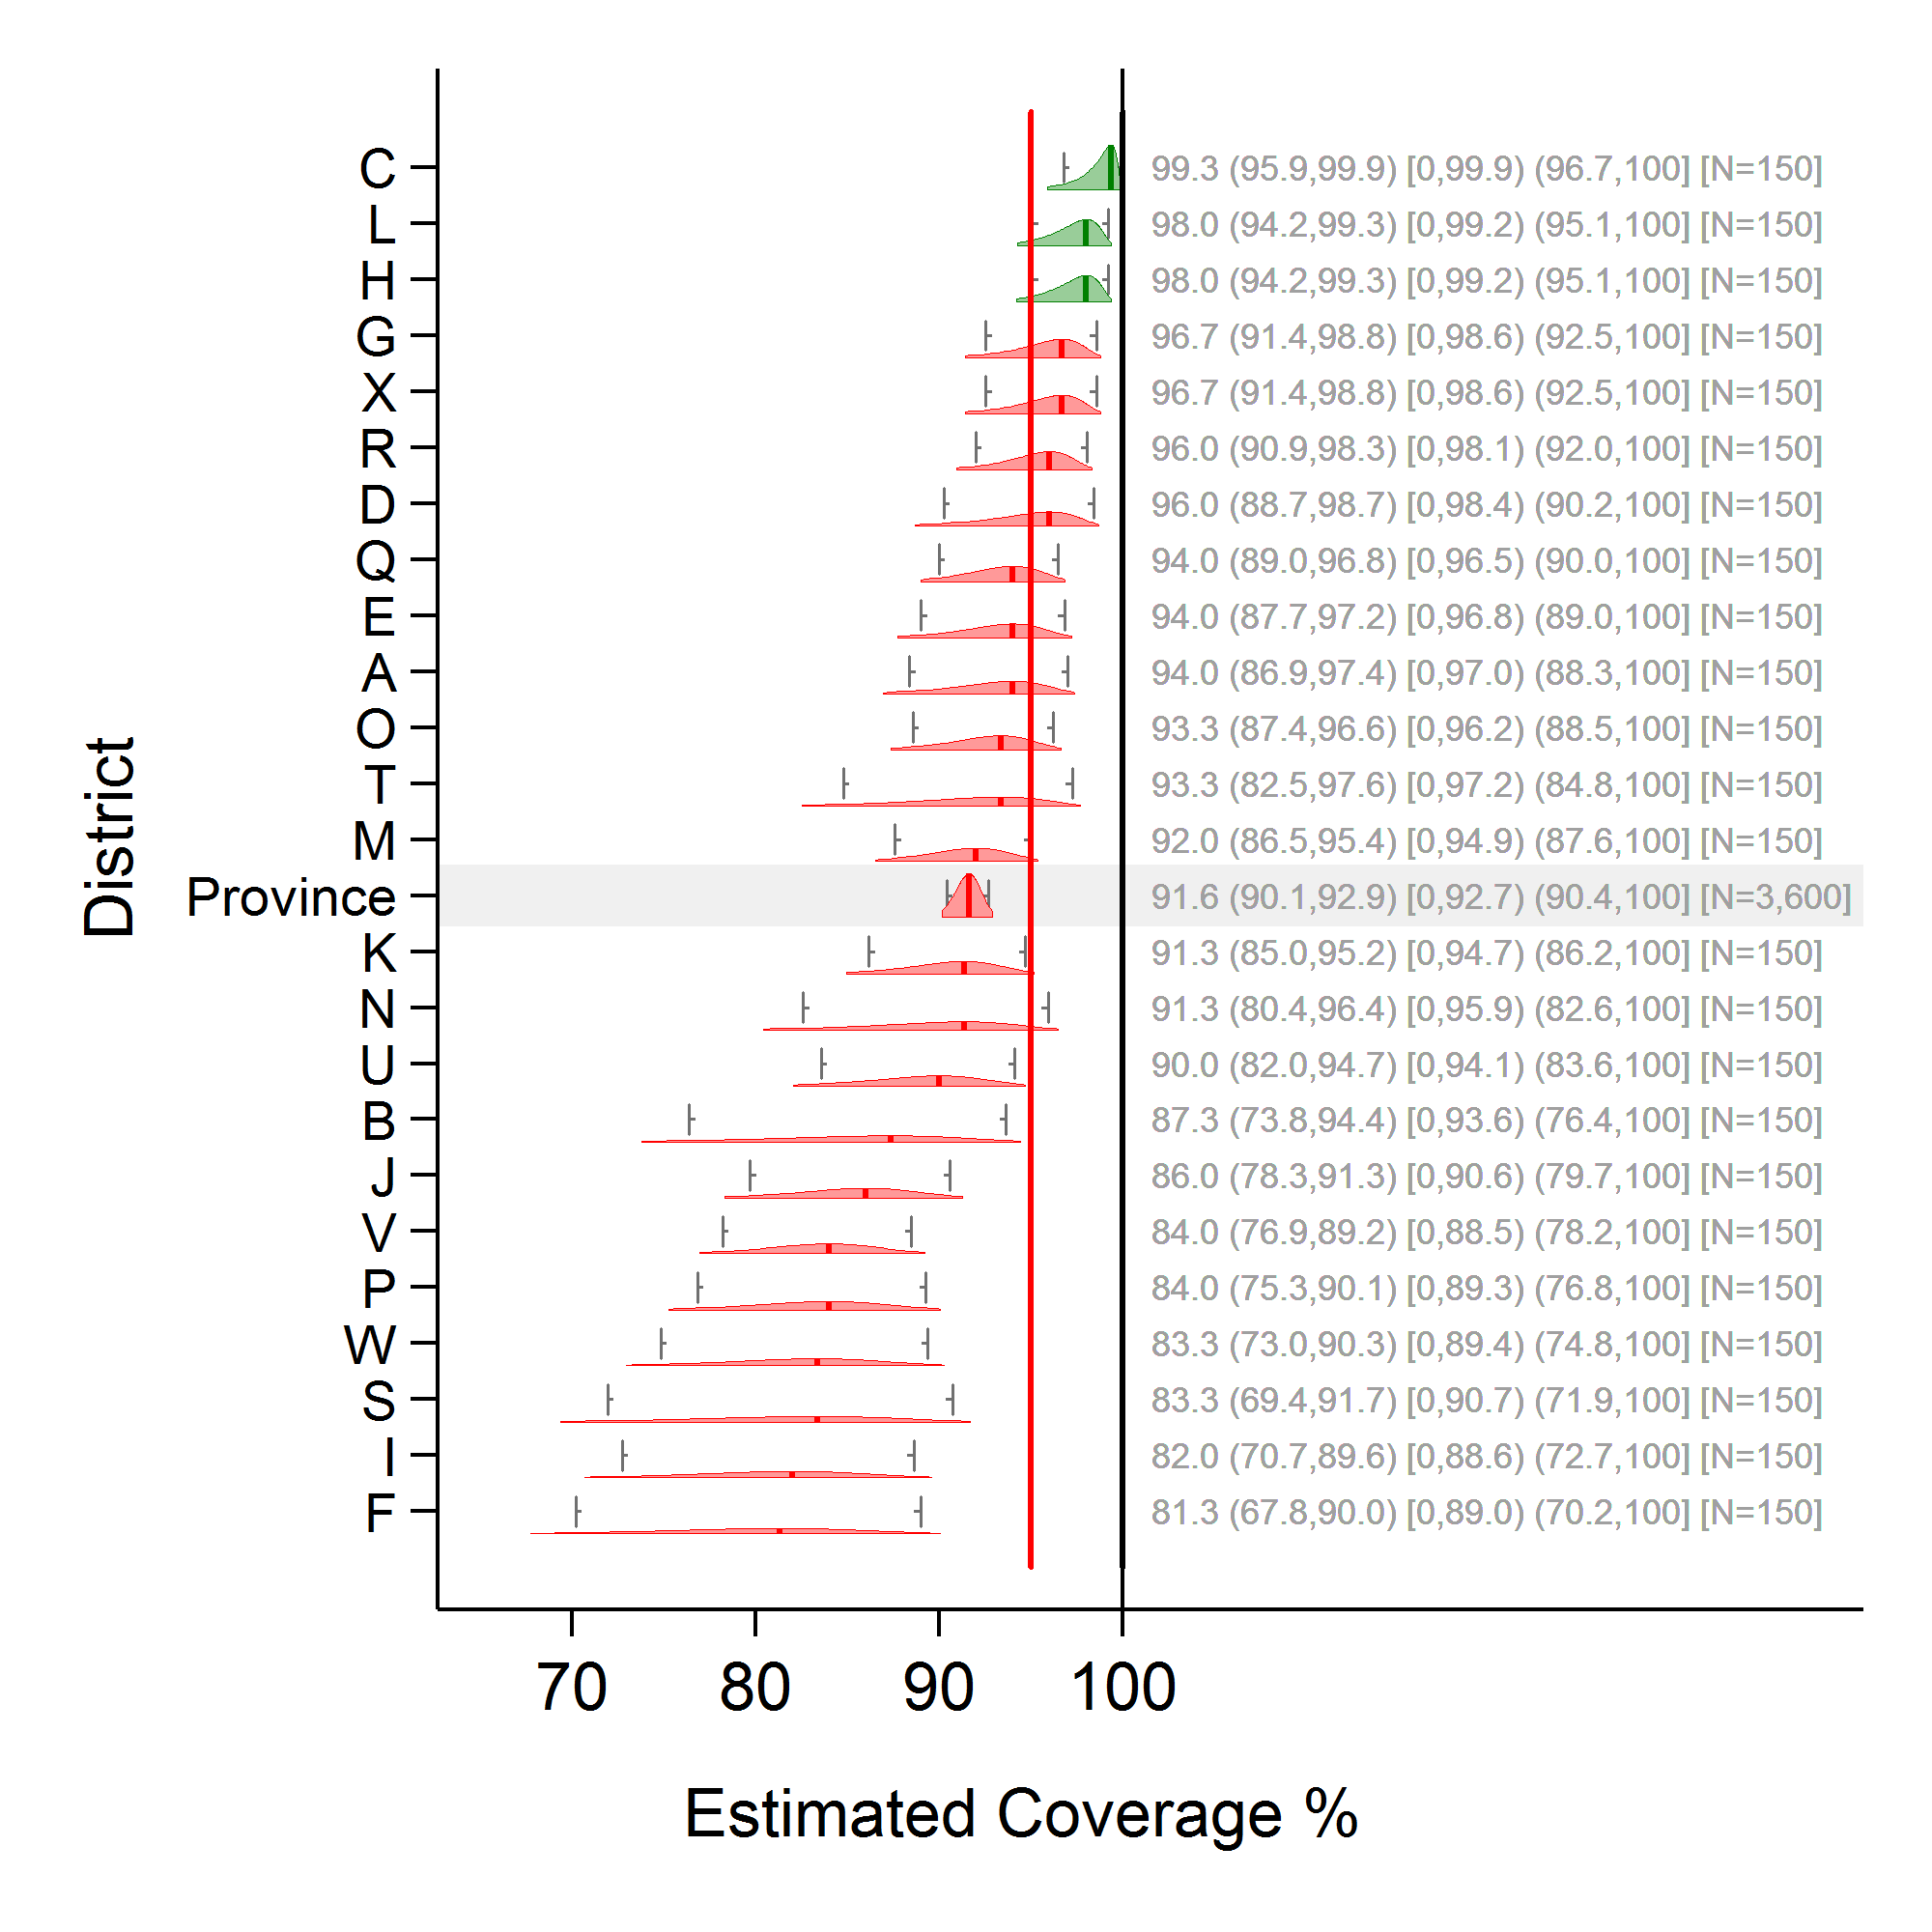 C 99.3 (95.9,99.9) [0,99.9) (96.7,100] [N=150]
L 98.0 (94.2,99.3) [0,99.2) (95.1,100] [N=150]
H 98.0 (94.2,99.3) [0,99.2) (95.1,100] [N=150]
G 96.7 (91.4,98.8) [0,98.6) (92.5,100] [N=150]
X 96.7 (91.4,98.8) [0,98.6) (92.5,100] [N=150]
R 96.0 (90.9,98.3) [0,98.1) (92.0,100] [N=150]
D 96.0 (88.7,98.7) [0,98.4) (90.2,100] [N=150]
Q 94.0 (89.0,96.8) [0,96.5) (90.0,100] [N=150]
E 94.0 (87.7,97.2) [0,96.8) (89.0,100] [N=150]
A 94.0 (86.9,97.4) [0,97.0) (88.3,100] [N=150]
O 93.3 (87.4,96.6) [0,96.2) (88.5,100] [N=150]
T 93.3 (82.5,97.6) [0,97.2) (84.8,100] [N=150]
M 92.0 (86.5,95.4) [0,94.9) (87.6,100] [N=150]
Province 91.6 (90.1,92.9) [0,92.7) (90.4,100] [N=3,600]
K 91.3 (85.0,95.2) [0,94.7) (86.2,100] [N=150]
N 91.3 (80.4,96.4) [0,95.9) (82.6,100] [N=150]
U 90.0 (82.0,94.7) [0,94.1) (83.6,100] [N=150]
B 87.3 (73.8,94.4) [0,93.6) (76.4,100] [N=150]
J 86.0 (78.3,91.3) [0,90.6) (79.7,100] [N=150]
V 84.0 (76.9,89.2) [0,88.5) (78.2,100] [N=150]
P 84.0 (75.3,90.1) [0,89.3) (76.8,100] [N=150]
W 83.3 (73.0,90.3) [0,89.4) (74.8,100] [N=150]
S 83.3 (69.4,91.7) [0,90.7) (71.9,100] [N=150]
I 82.0 (70.7,89.6) [0,88.6) (72.7,100] [N=150]
F 81.3 (67.8,90.0) [0,89.0) (70.2,100] [N=150]
District
70 80 90 100
Estimated Coverage %